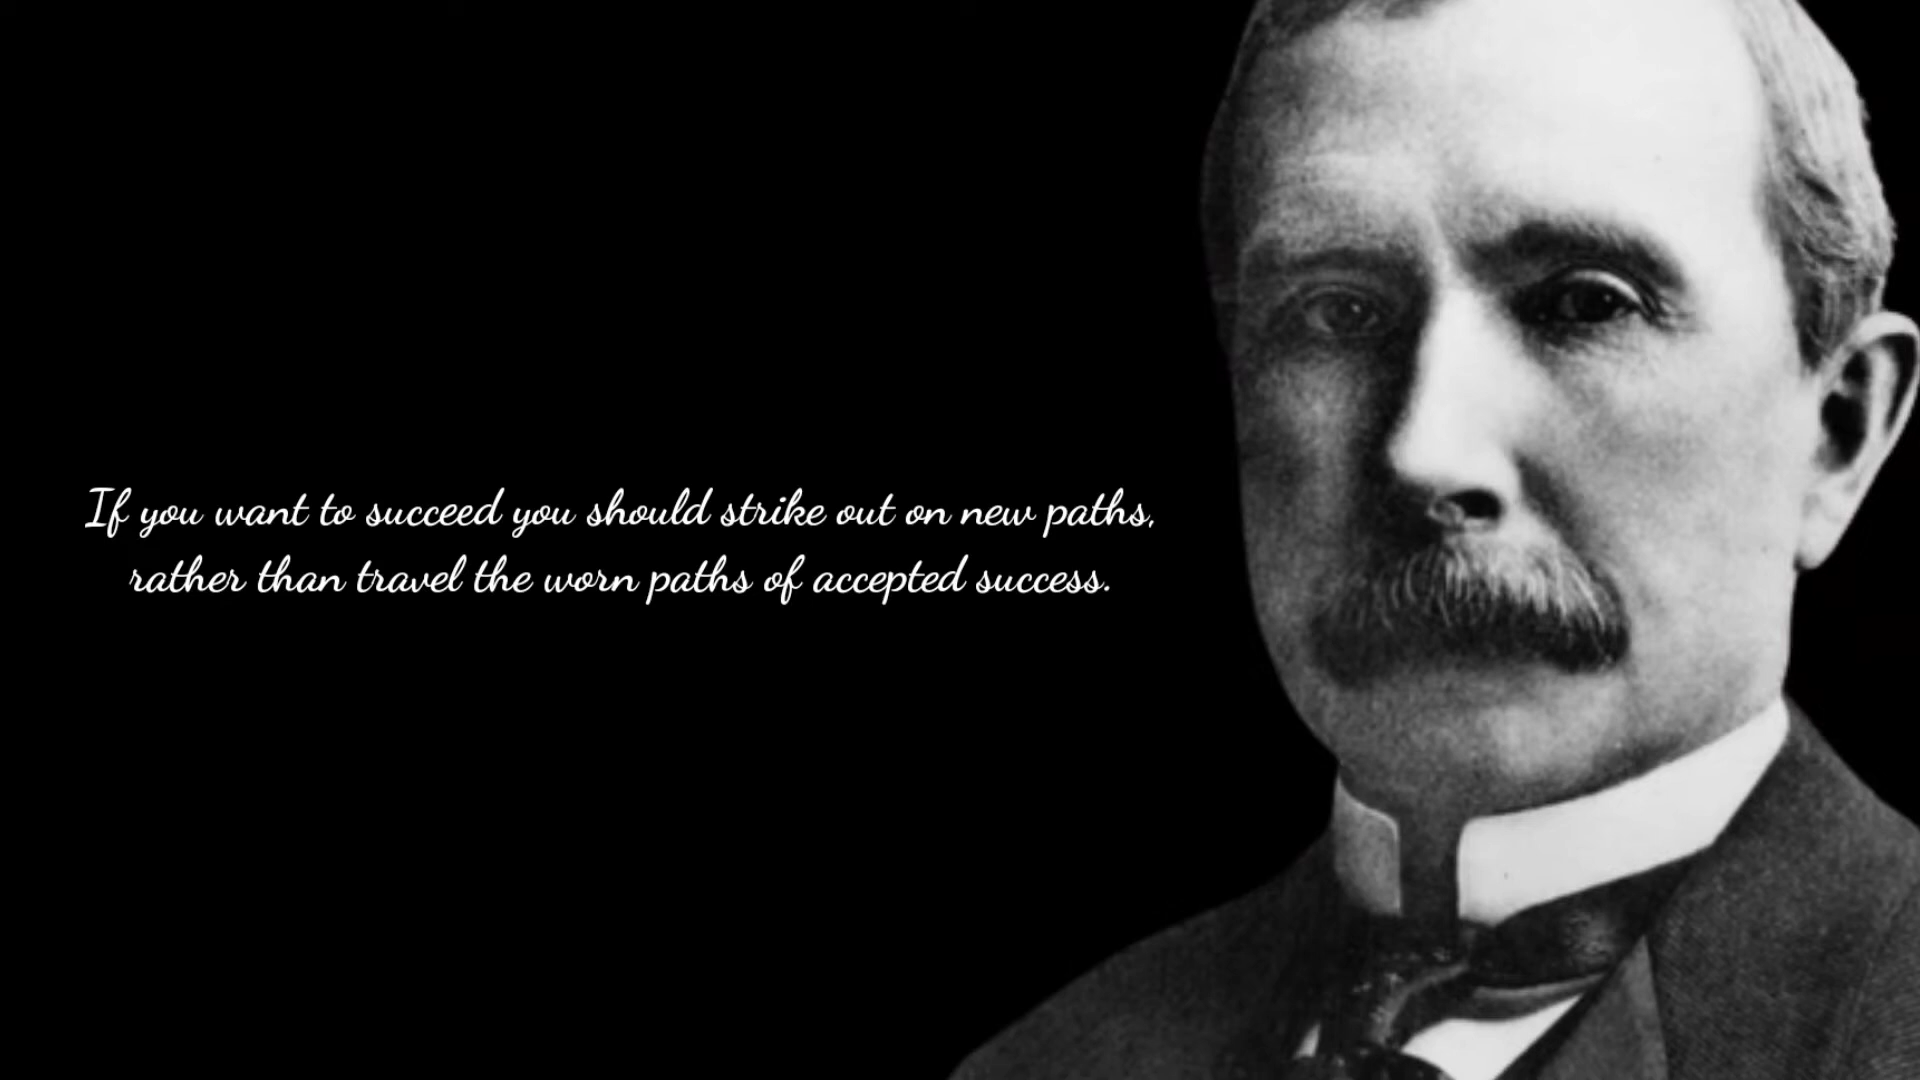 If you want to succeed you should strike out on new paths,
rather than travel the worn paths of accepted success.